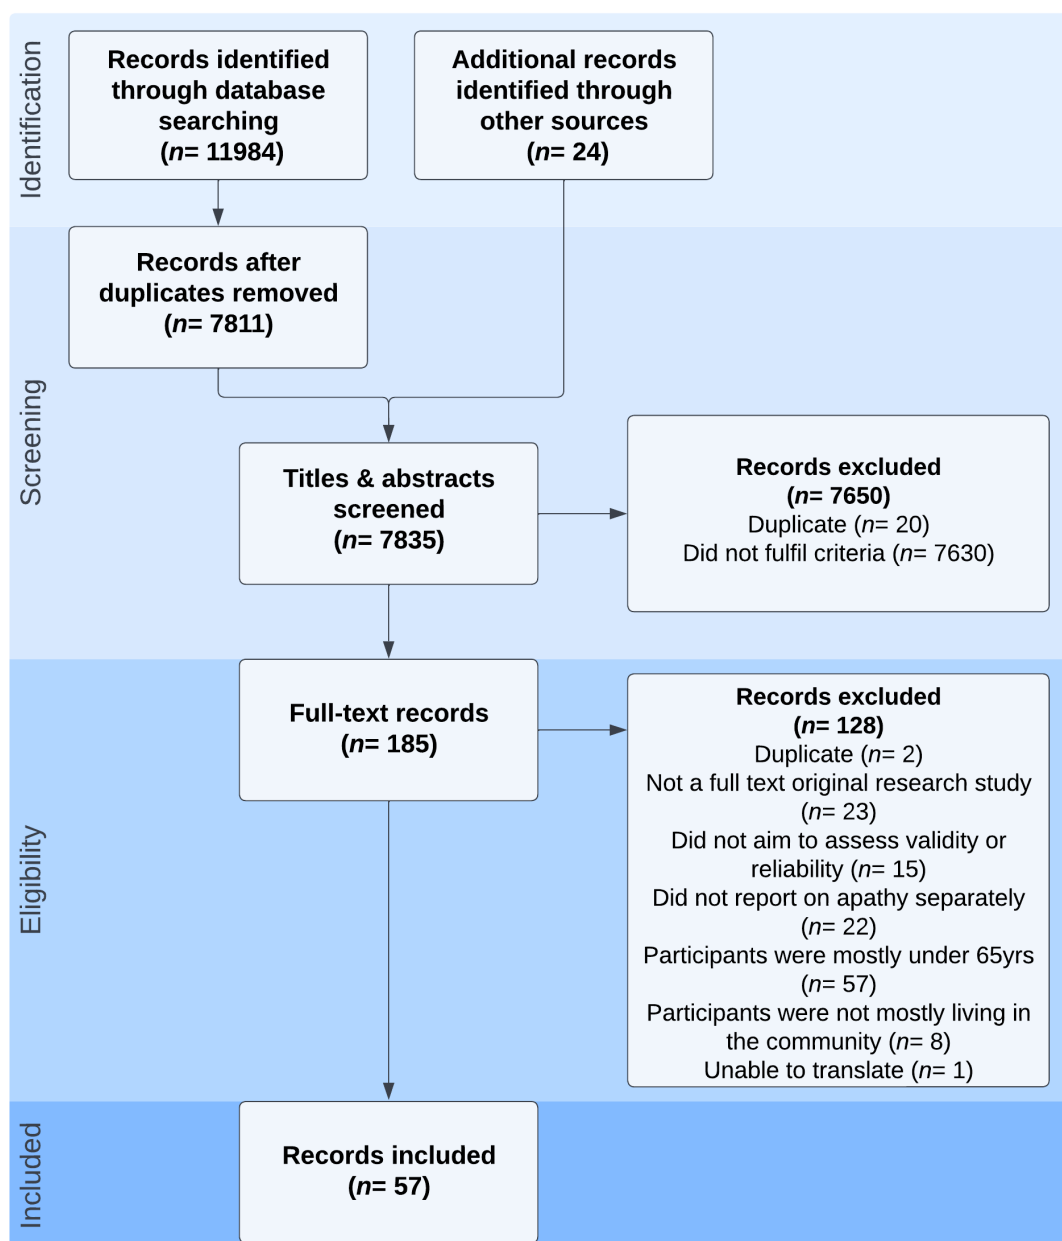 Identification
Records identified
through database
searching
(n= 11984)
Additional records
identified through
other sources
(n= 24)
Screening
Records after
duplicates removed
(n= 7811)
Titles & abstracts
screened
(n= 7835)
Records excluded
(n= 7650)
Duplicate (n= 20)
Did not fulfil criteria (n= 7630)
Eligibility
Full-text records
(n= 185)
Records excluded
(n= 128)
Duplicate (n= 2)
Not a full text original research study
(n= 23)
Did not aim to assess validity or
reliability (n= 15)
Did not report on apathy separately
(n= 22)
Participants were mostly under 65yrs
(n= 57)
Participants were not mostly living in
the community (n= 8)
Unable to translate (n= 1)
Included
Records included
(n= 57)